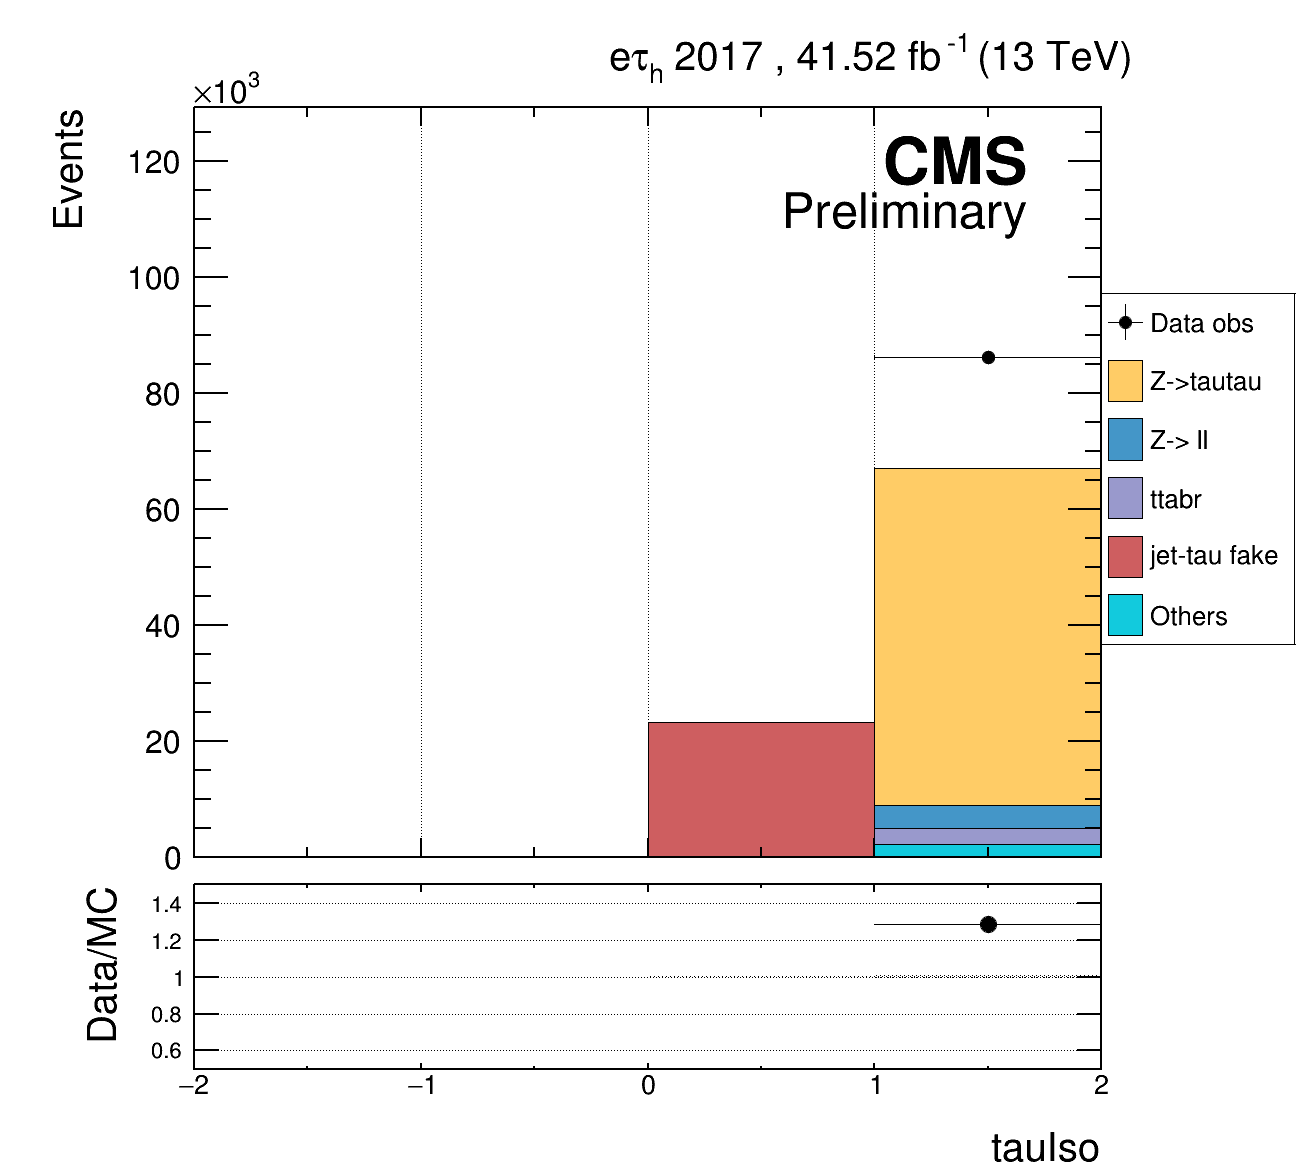 eτh 2017 , 41.52 fb-1 (13 TeV)
×103
Events
CMS
Preliminary
120
100
80
60
40
20
0
Data obs
Z->tautau
Z-> ll
ttabr
jet-tau fake
Others
Data/MC
1.4
1.2
1
0.8
0.6
−2 −1 0 1 2
tauIso